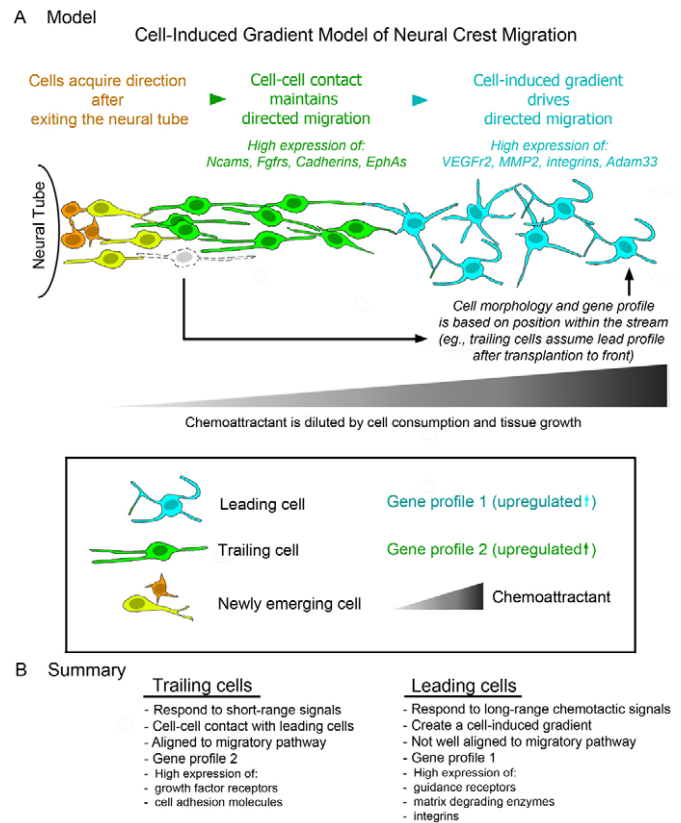 A Model
Cell-Induced Gradient Model of Neural Crest Migration
Cells acquire direction
after
exiting the neural tube
Cell-cell contact
maintains
directed migration
High expression of:
Ncams, Fgfrs, Cadherins, EphAs
Cell-induced gradient
drives
directed migration
High expression of:
VEGFr2, MMP2, Integrins, Adam33
Neural Tube
Cell morphology and gene profile
is based on position within the stream
(eg., trailing cells assume lead profile
after transplantion to front)
Chemoattractant is diluted by cell consumption and tissue growth
Leading cell
Gene profile 1 (upregulated↑)
Trailing cell
Gene profile 2 (upregulated↑)
Newly emerging cell
Chemoattractant
B Summary
Trailing cells
- Respond to short-range signals
- Cell-cell contact with leading cells
- Aligned to migratory pathway
- Gene profile 2
- High expression of:
- growth factor receptors
- cell adhesion molecules
Leading cells
- Respond to long-range chemotactic signals
- Create a cell-induced gradient
- Not well aligned to migratory pathway
- Gene profile 1
- High expression of:
- guidance receptors
- matrix degrading enzymes
- integrins